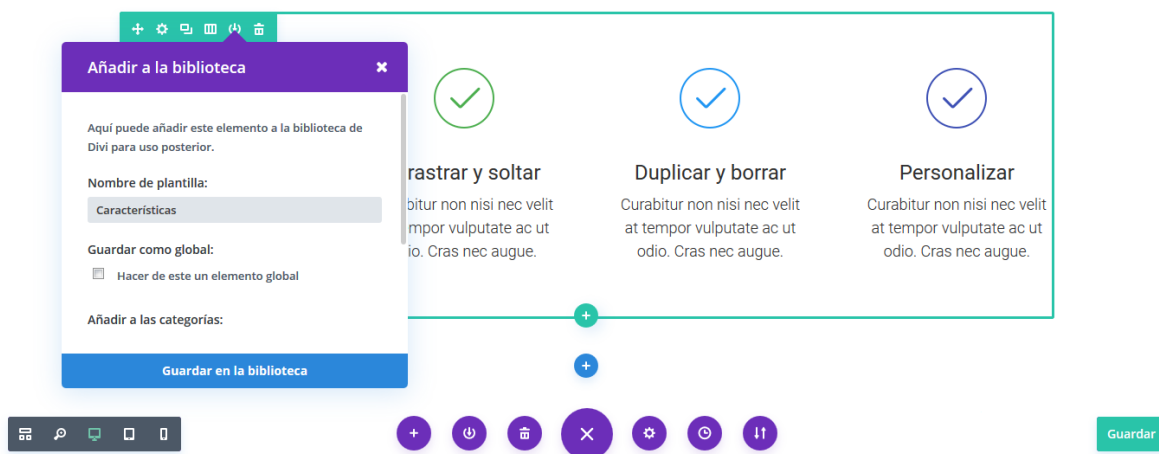 Añadir a la biblioteca
Aquí puede añadir este elemento a la biblioteca de
Divi para uso posterior.
Nombre de plantilla:
Características
Guardar como global:
Hacer de este un elemento global
Añadir a las categorías:
Guardar en la biblioteca
rastrar y soltar
bitur non nisi nec velit
mpor vulputate ac ut
io. Cras nec augue.
Duplicar y borrar
Curabitur non nisi nec velit
at tempor vulputate ac ut
odio. Cras nec augue.
Personalizar
Curabitur non nisi nec velit
at tempor vulputate ac ut
odio. Cras nec augue.
Guardar